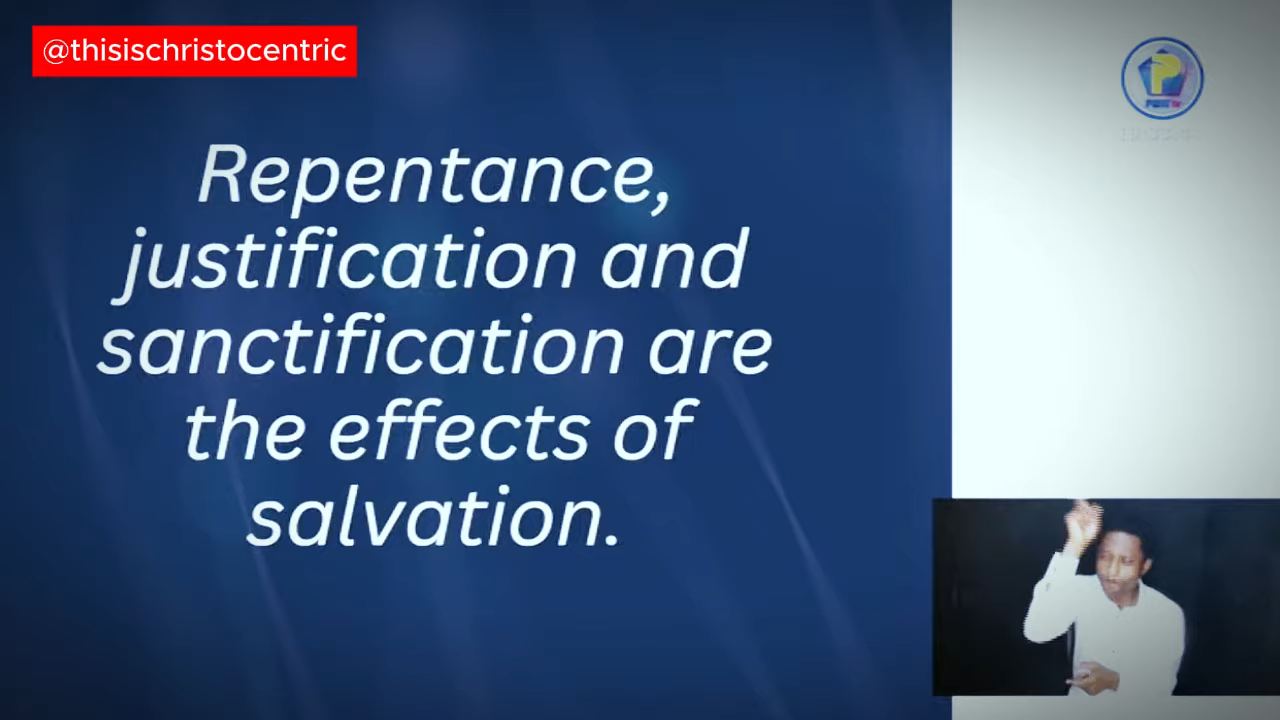 @thisischristocentric
Repentance,
justification and
sanctification are
the effects of
salvation.